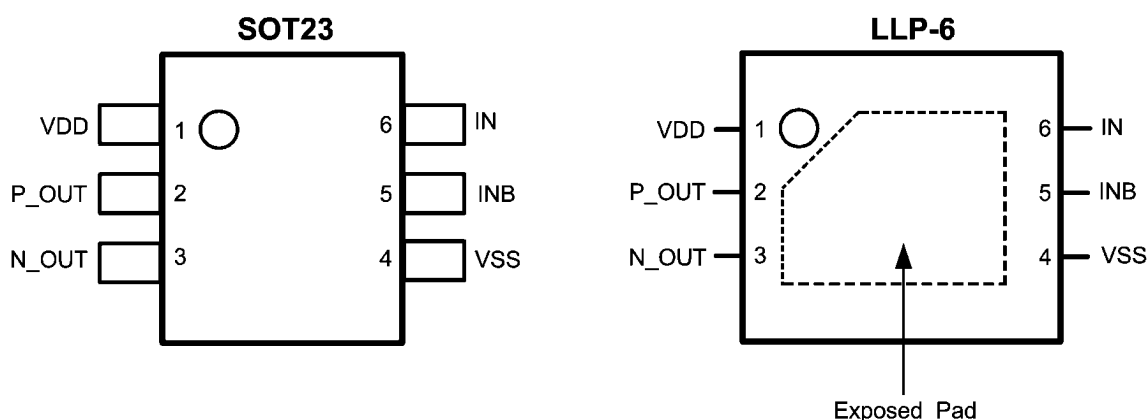 SOT23
VDD 1 6 IN
P_OUT 2 5 INB
N_OUT 3 4 VSS
LLP-6
VDD 1 6 IN
P_OUT 2 5 INB
N_OUT 3 4 VSS
Exposed Pad